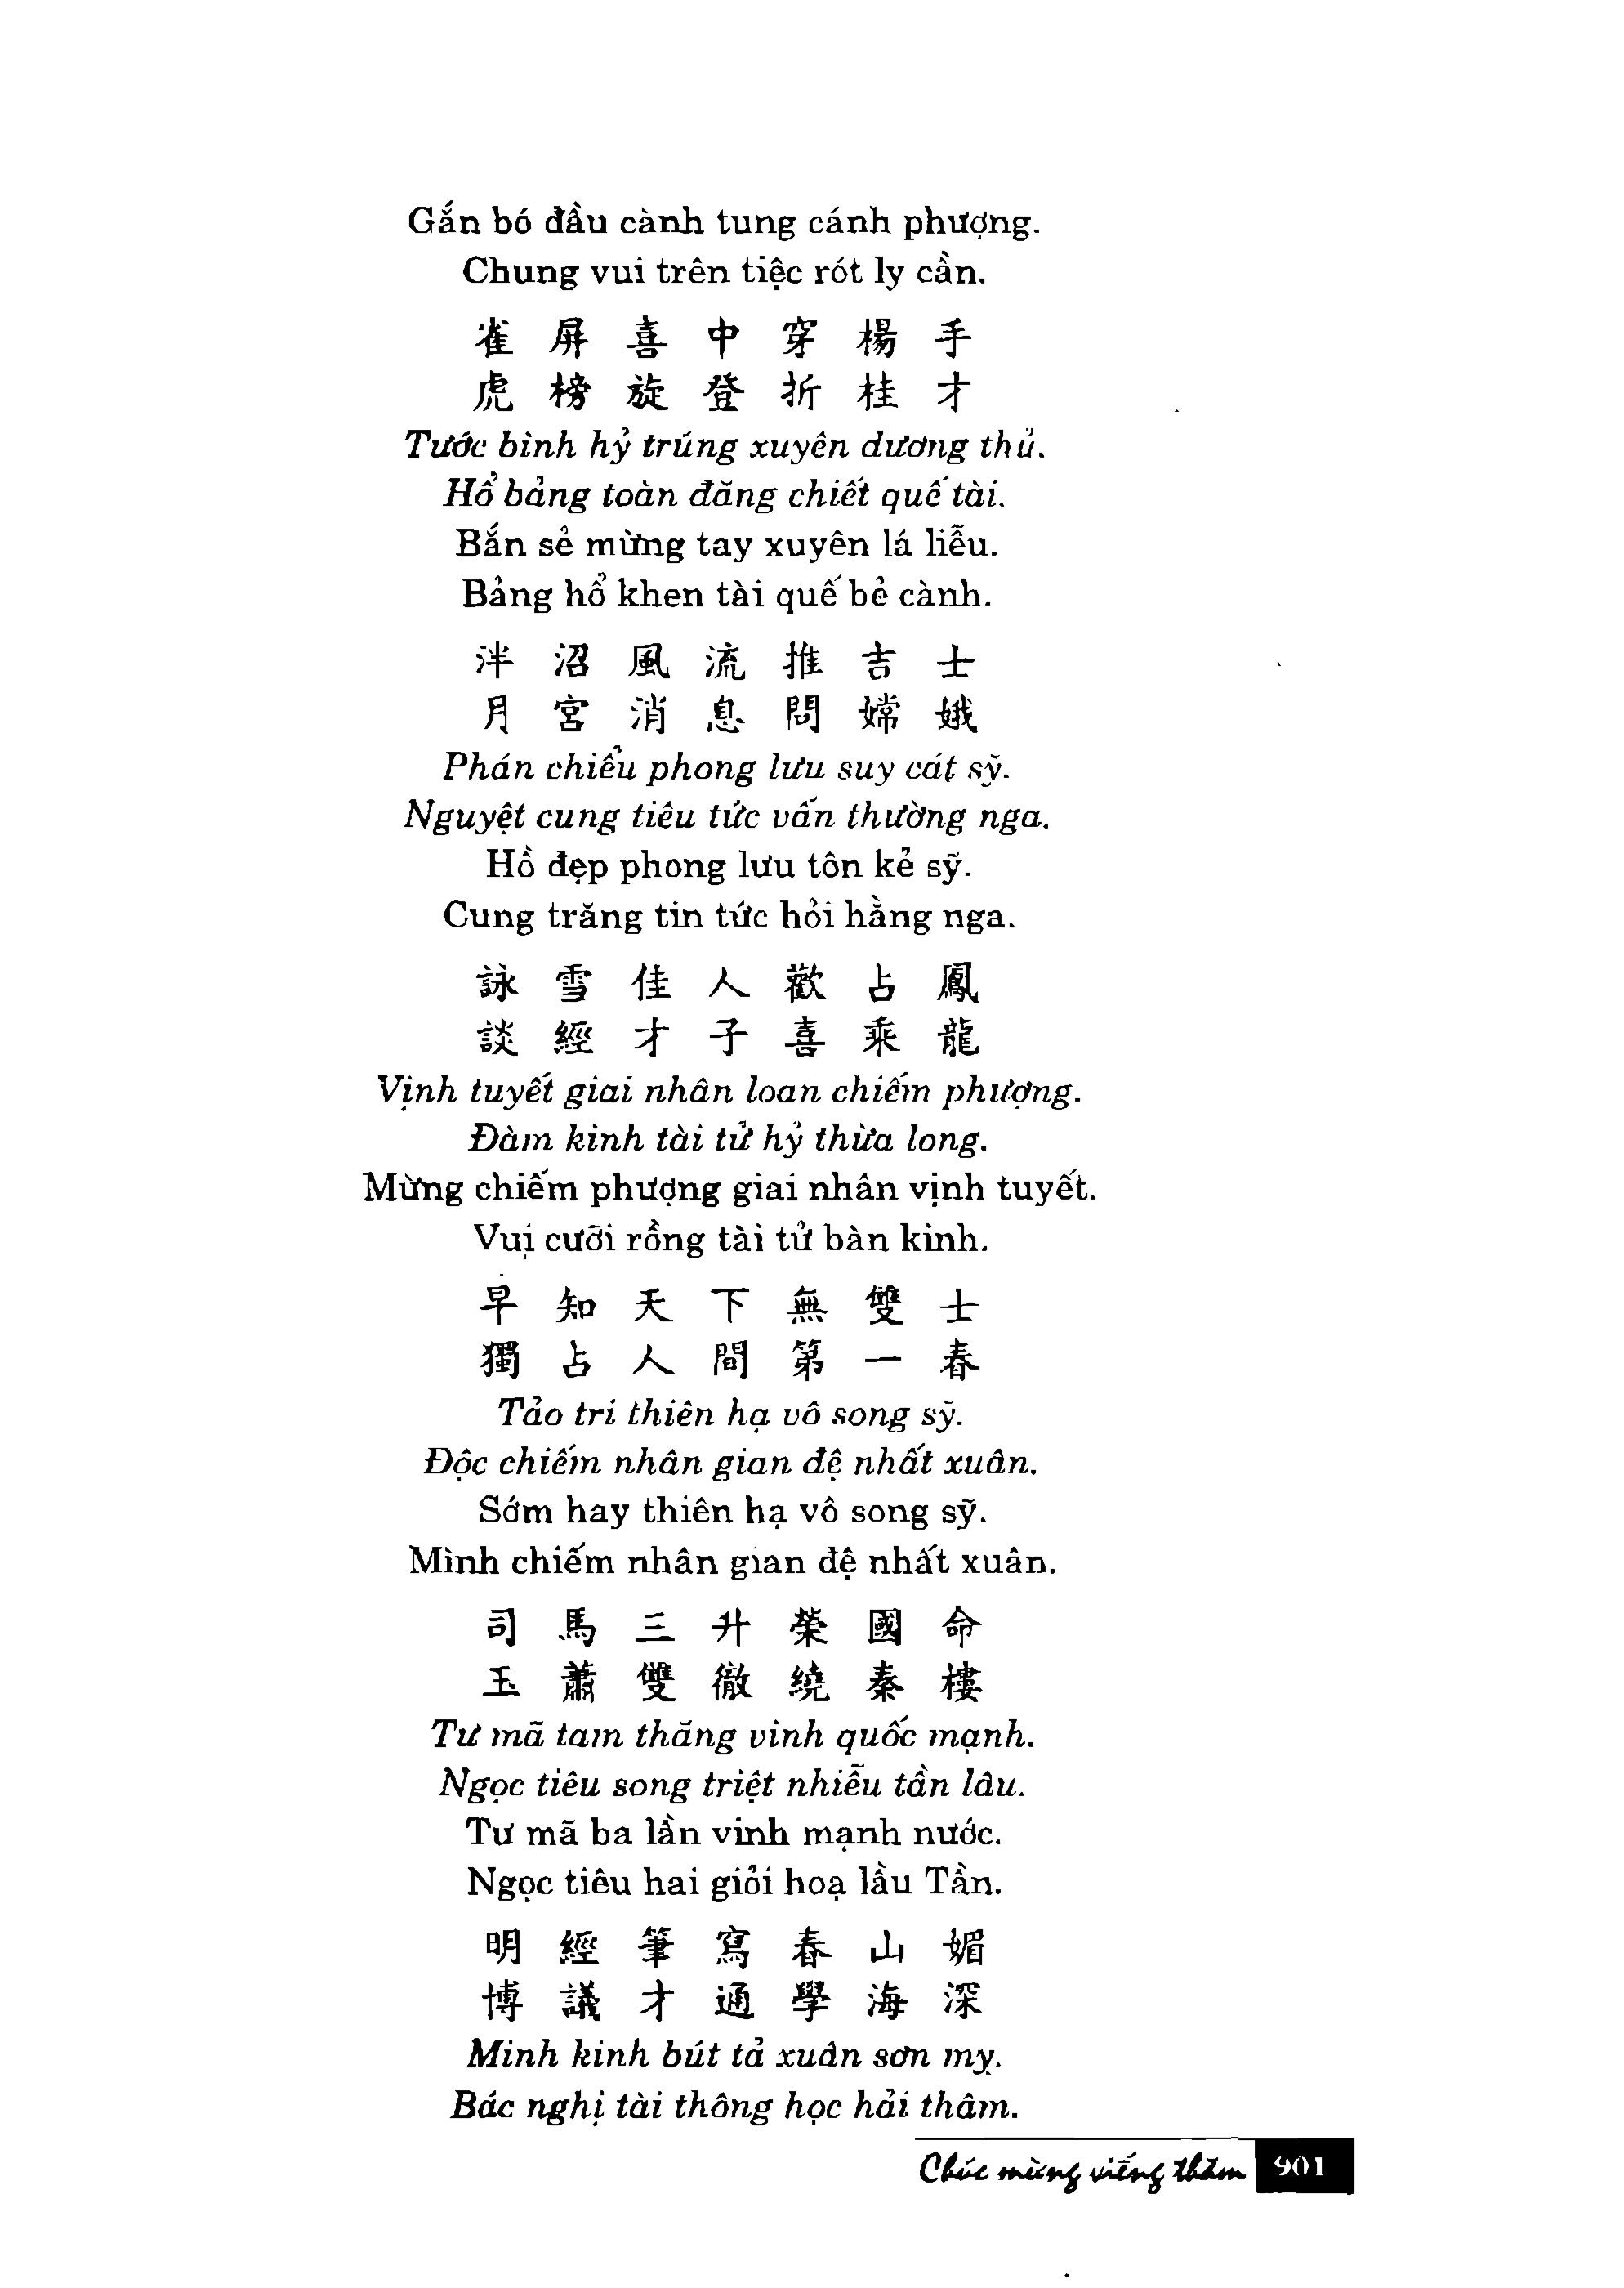 Gắn bó đầu cành tung cánh phượng.
Chung vui trên tiệc rót ly cần.
雀 屏 喜 中 穿 楊 手
虎 榜 旋 登 折 桂 才
Tước bình hỷ trúng xuyên dương thủ.
Hổ bảng toàn đăng chiết quế tài.
Bắn sẻ mừng tay xuyên lá liễu.
Bảng hổ khen tài quế bẻ cành.
泮 沼 風 流 推 吉 士
月 宮 消 息 問 嫦 娥
Phán chiểu phong lưu suy cát sỹ.
Nguyệt cung tiêu tức vấn thường nga.
Hồ đẹp phong lưu tôn kẻ sỹ.
Cung trăng tin tức hỏi hằng nga.
詠 雪 佳 人 歡 占 鳳
談 經 才 子 喜 乘 龍
Vịnh tuyết giai nhân loan chiếm phượng.
Đàm kinh tài tử hỷ thừa long.
Mừng chiếm phượng giai nhân vịnh tuyết.
Vui cưỡi rồng tài tử bàn kinh.
早 知 天 下 無 雙 士
獨 占 人 間 第 一 春
Tảo tri thiên hạ vô song sỹ.
Độc chiếm nhân gian đệ nhất xuân.
Sớm hay thiên hạ vô song sỹ.
Mình chiếm nhân gian đệ nhất xuân.
司 馬 三 升 榮 國 命
玉 蕭 雙 徹 繞 秦 樓
Tư mã tam thăng vinh quốc mạnh.
Ngọc tiêu song triệt nhiễu tần lâu.
Tư mã ba lần vinh mạnh nước.
Ngọc tiêu hai giỏi hoạ lầu Tần.
明 經 筆 寫 春 山 媚
博 議 才 通 學 海 深
Minh kinh bút tả xuân sơn mỵ.
Bác nghị tài thông học hải thâm.
Chúc mừng viếng thăm 901